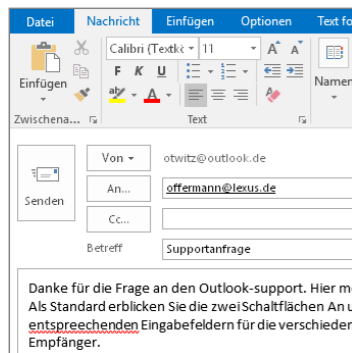 Datei Nachricht Einfügen Optionen Text fo
Calibri (Textkö 11 A A
Einfügen F K U Namen
Zwischena... Text
Von otwitz@outlook.de
Senden An... offermann@lexus.de
Cc...
Betreff Supportanfrage
Danke für die Frage an den Outlook-support. Hier m
Als Standard erblicken Sie die zwei Schaltflächen An u
entspreechenden Eingabefeldern für die verschieden
Empfänger.